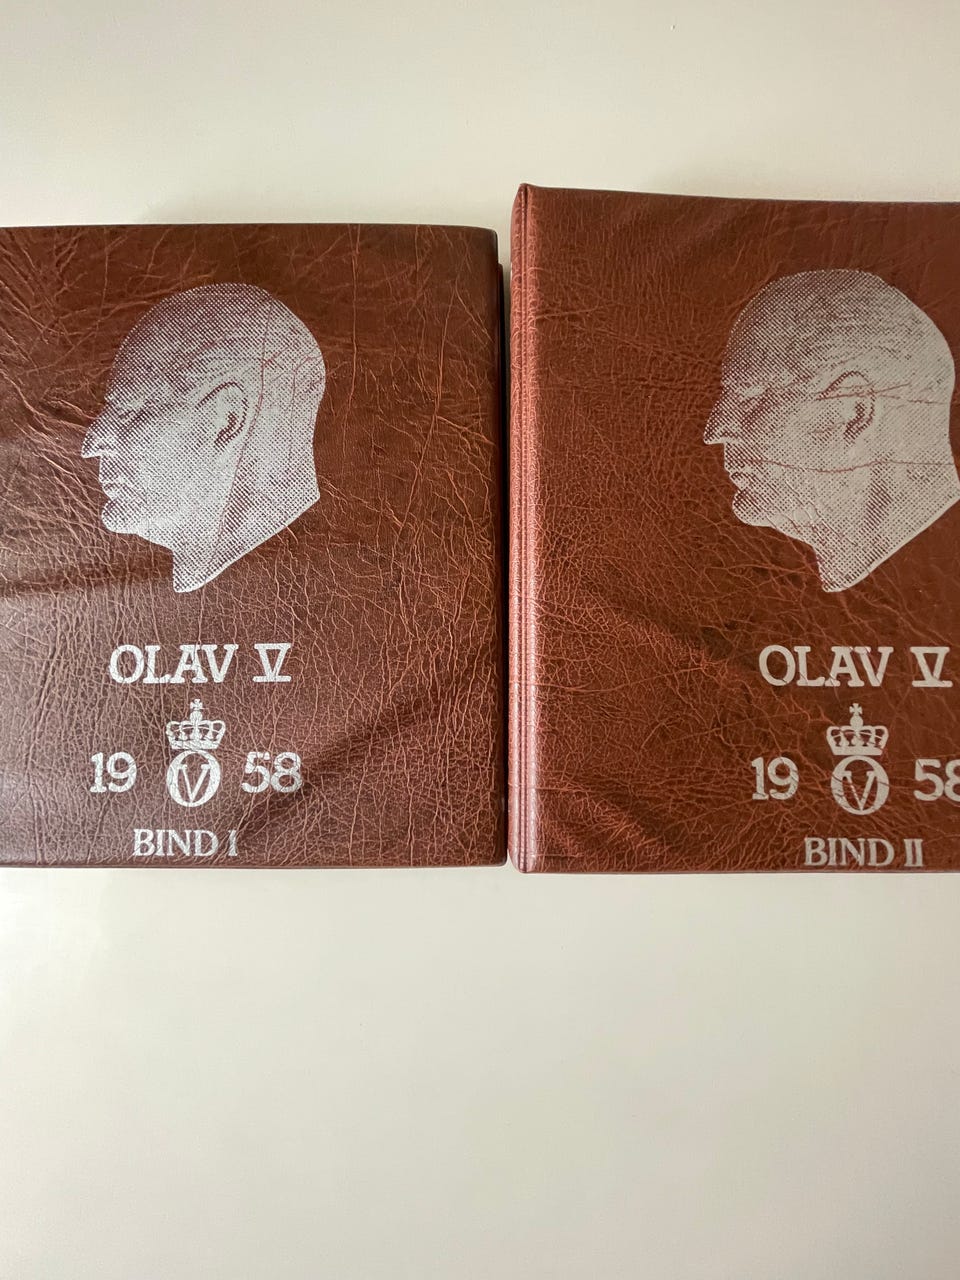 OLAV V
19 V 58
BIND I
OLAV V
19 V 58
BIND II